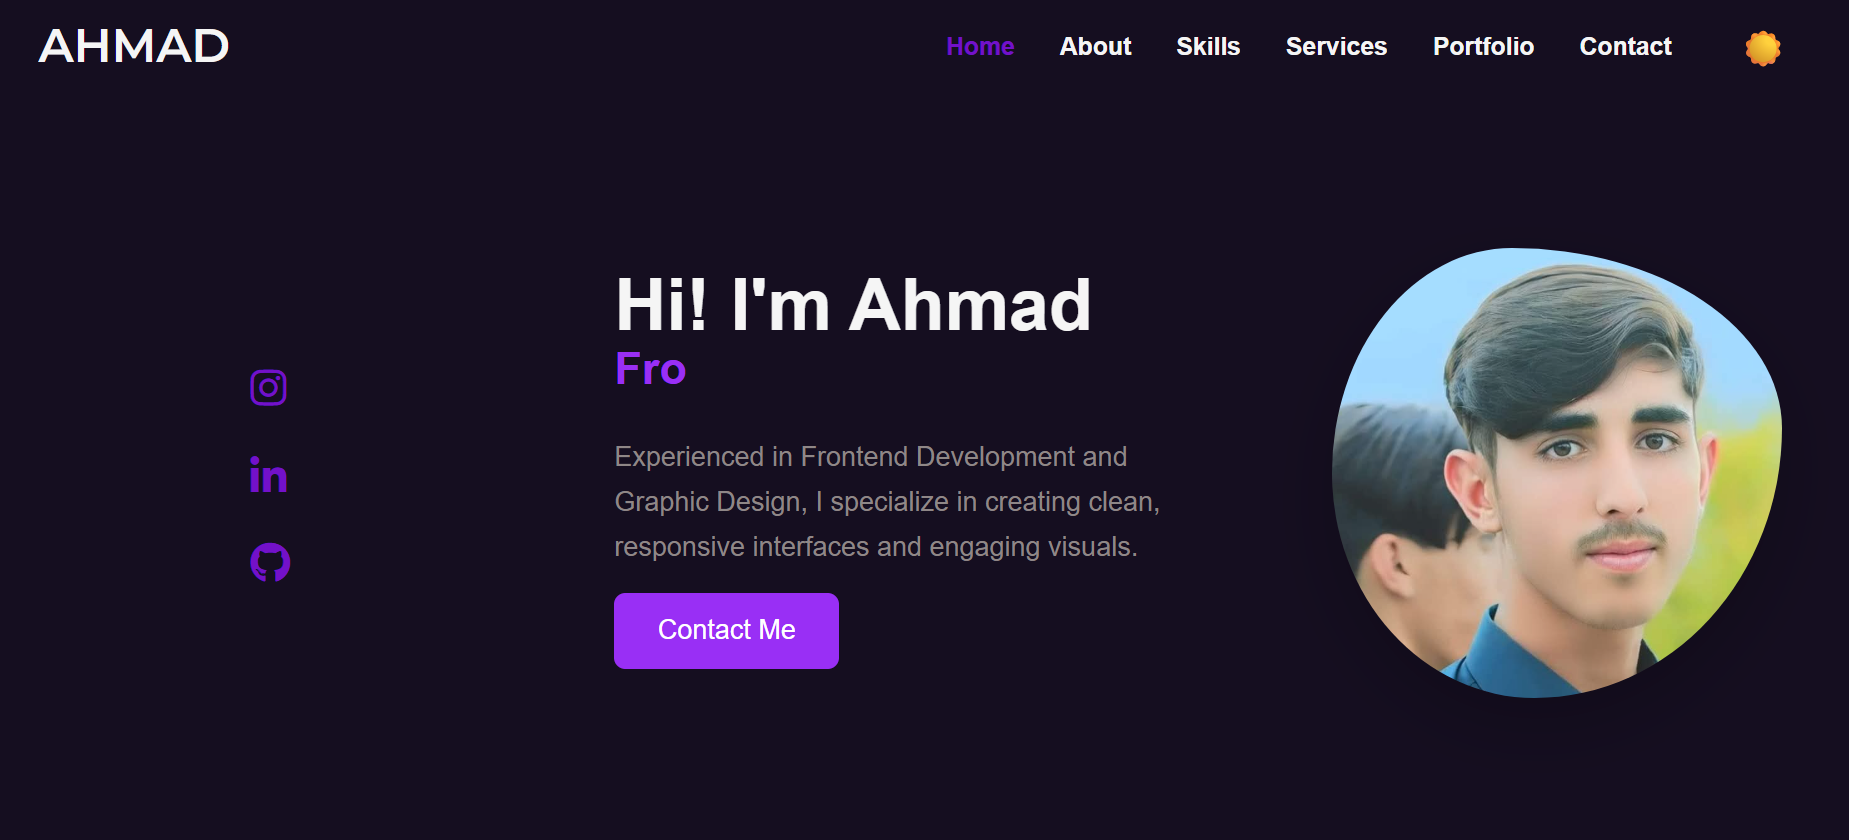 AHMAD
Home About Skills Services Portfolio Contact
Hi! I'm Ahmad
Fro
in
Experienced in Frontend Development and
Graphic Design, I specialize in creating clean,
responsive interfaces and engaging visuals.
Contact Me